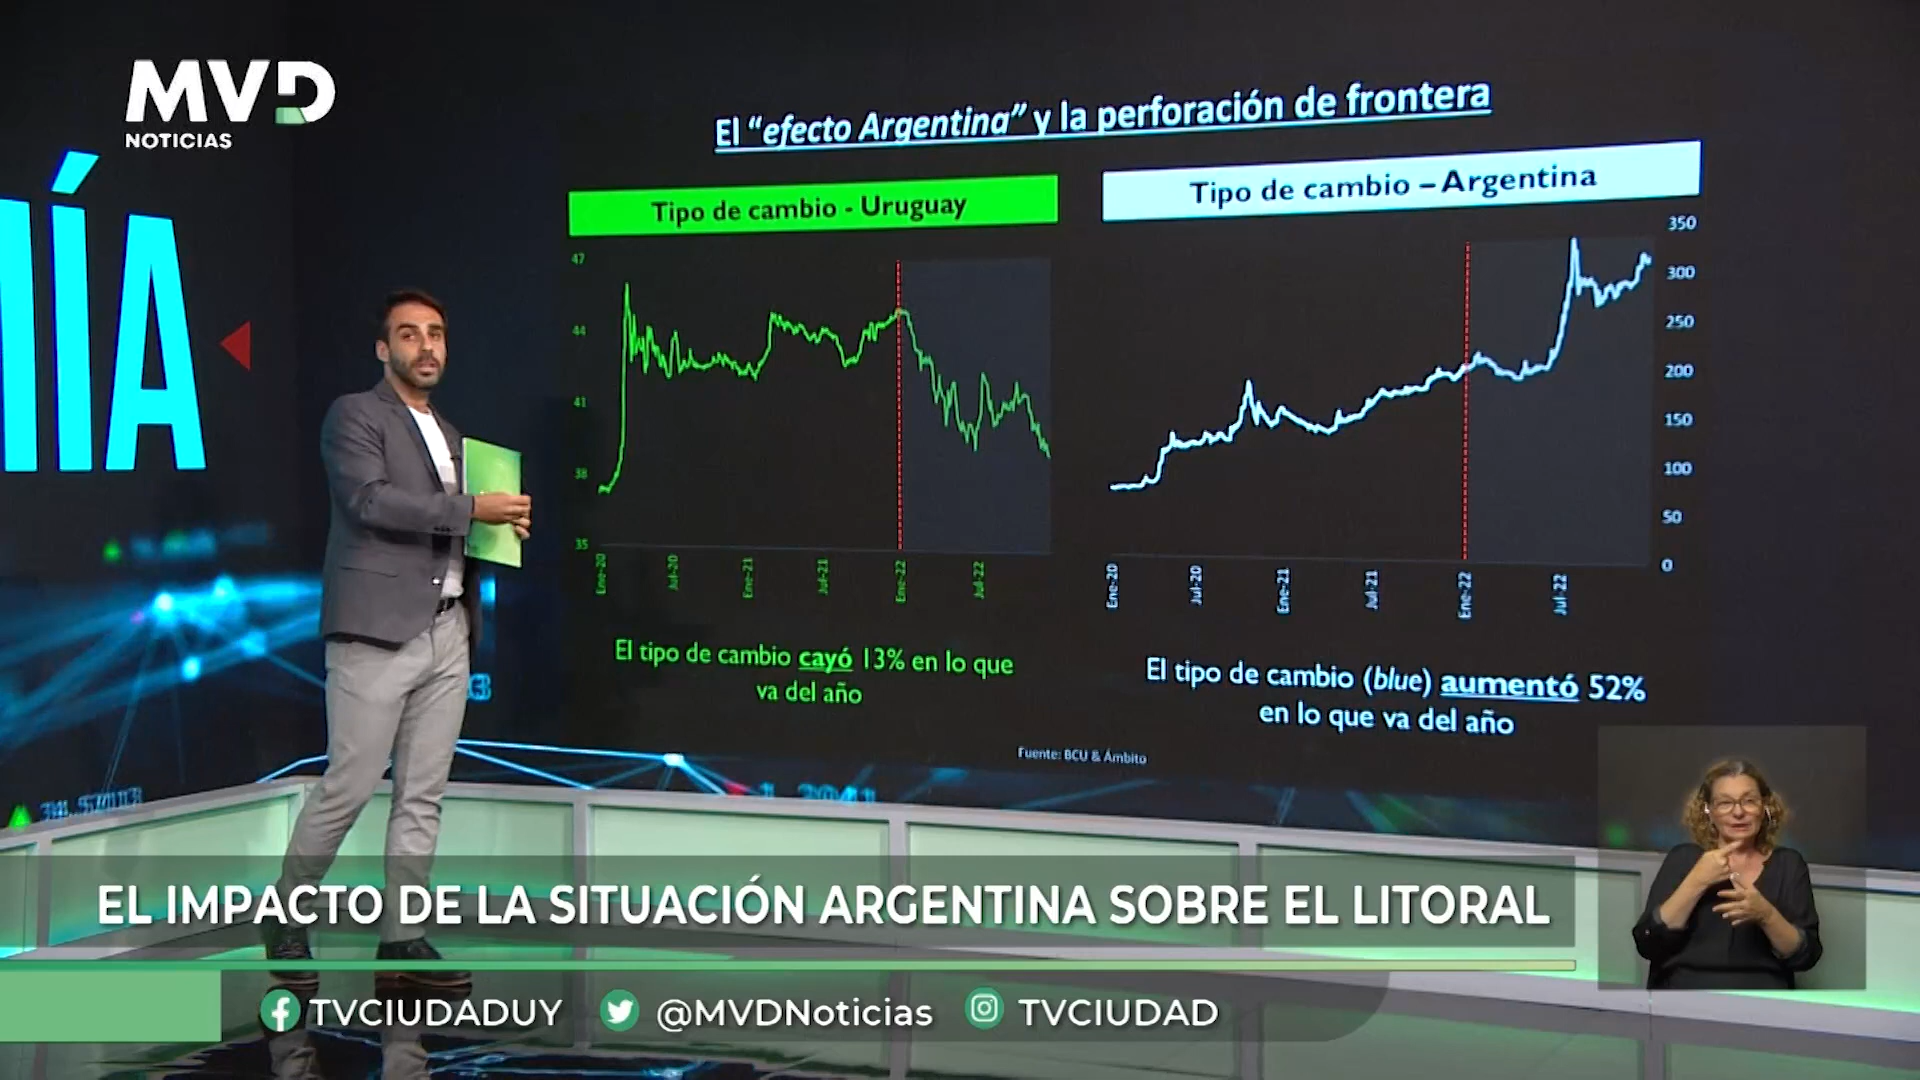 MVD
NOTICIAS
MÍA
El “efecto Argentina” y la perforación de frontera
Tipo de cambio - Uruguay
47
44
41
38
35
Ene-20
Jul-20
Ene-21
Jul-21
Ene-22
Jul-22
El tipo de cambio cayó 13% en lo que
va del año
Tipo de cambio – Argentina
350
300
250
200
150
100
50
0
Ene-20
Jul-20
Ene-21
Jul-21
Ene-22
Jul-22
El tipo de cambio (blue) aumentó 52%
en lo que va del año
Fuente: BCU & Ámbito
EL IMPACTO DE LA SITUACIÓN ARGENTINA SOBRE EL LITORAL
TVCIUDADUY @MVDNoticias TVCIUDAD